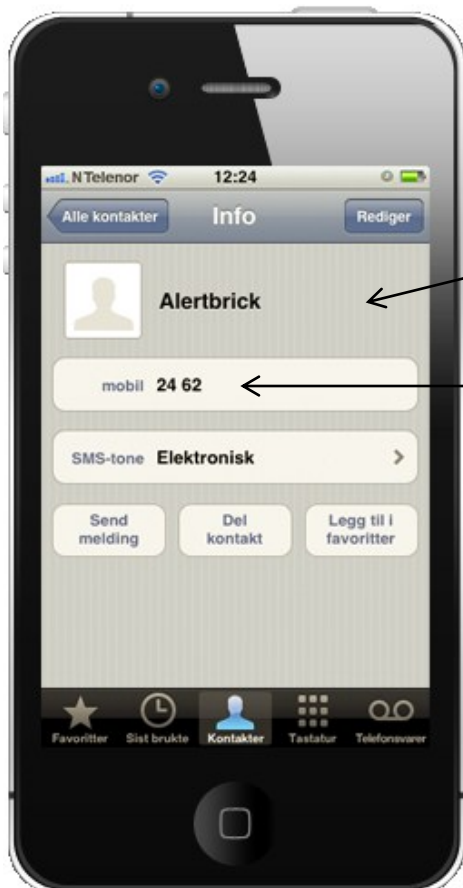 N Telenor 12:24
Alle kontakter Info Rediger
Alertbrick
mobil 24 62
SMS-tone Elektronisk
Send melding
Del kontakt
Legg til i favoritter
Favoritter Sist brukte Kontakter Tastatur Telefonsvarer